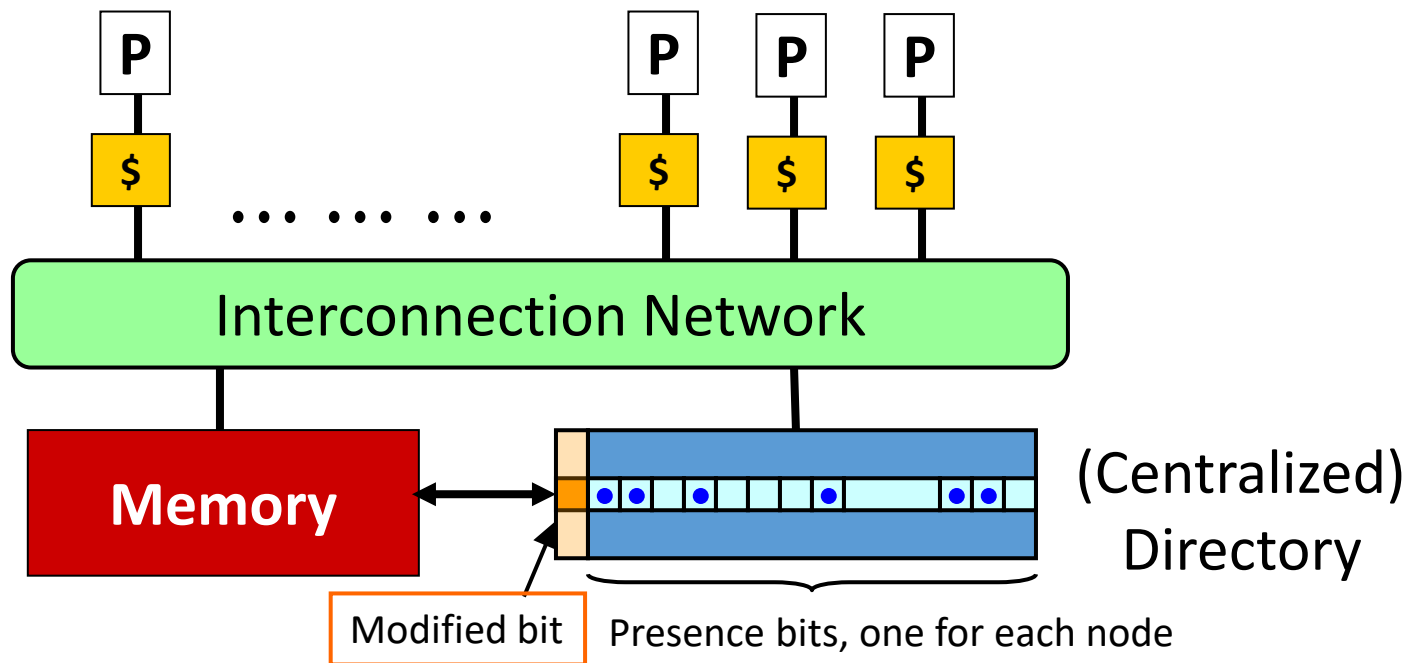 P P P P
$ $ $ $
... ... ...
Interconnection Network
Memory
(Centralized)
Directory
Modified bit
Presence bits, one for each node